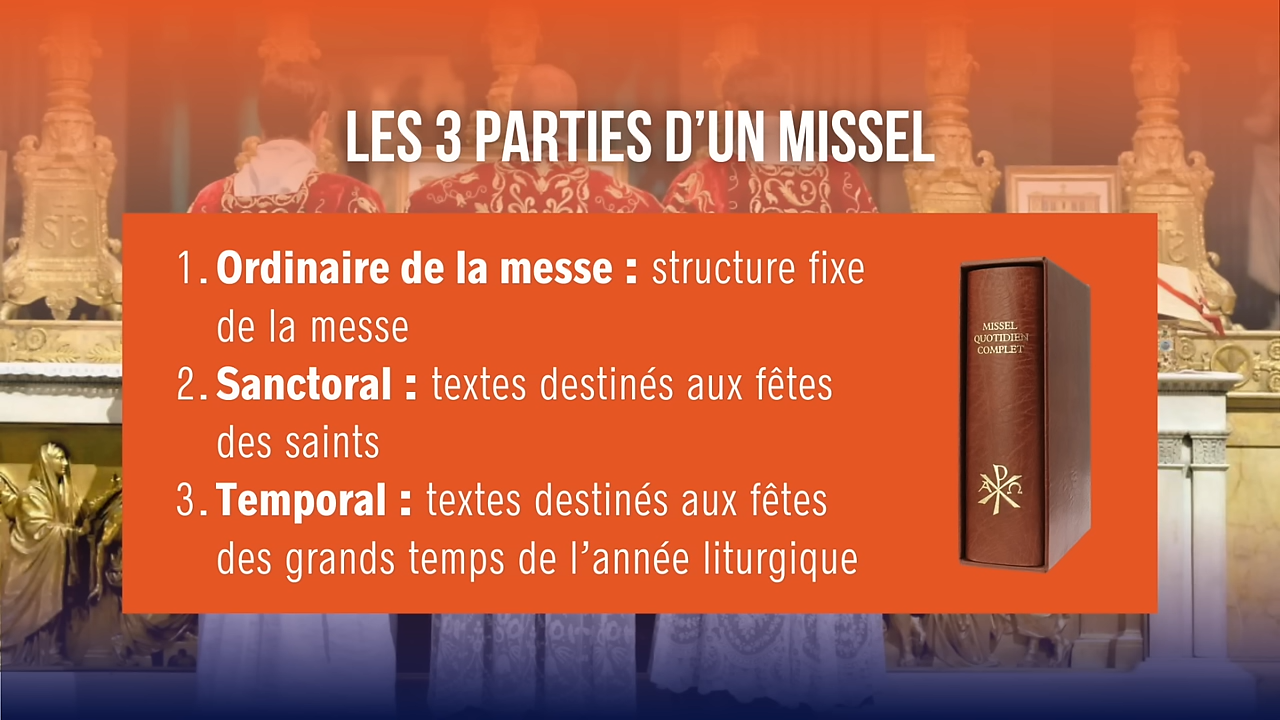 LES 3 PARTIES D’UN MISSEL
1. Ordinaire de la messe : structure fixe
de la messe
2. Sanctoral : textes destinés aux fêtes
des saints
3. Temporal : textes destinés aux fêtes
des grands temps de l’année liturgique
MISSEL
QUOTIDIEN
COMPLET